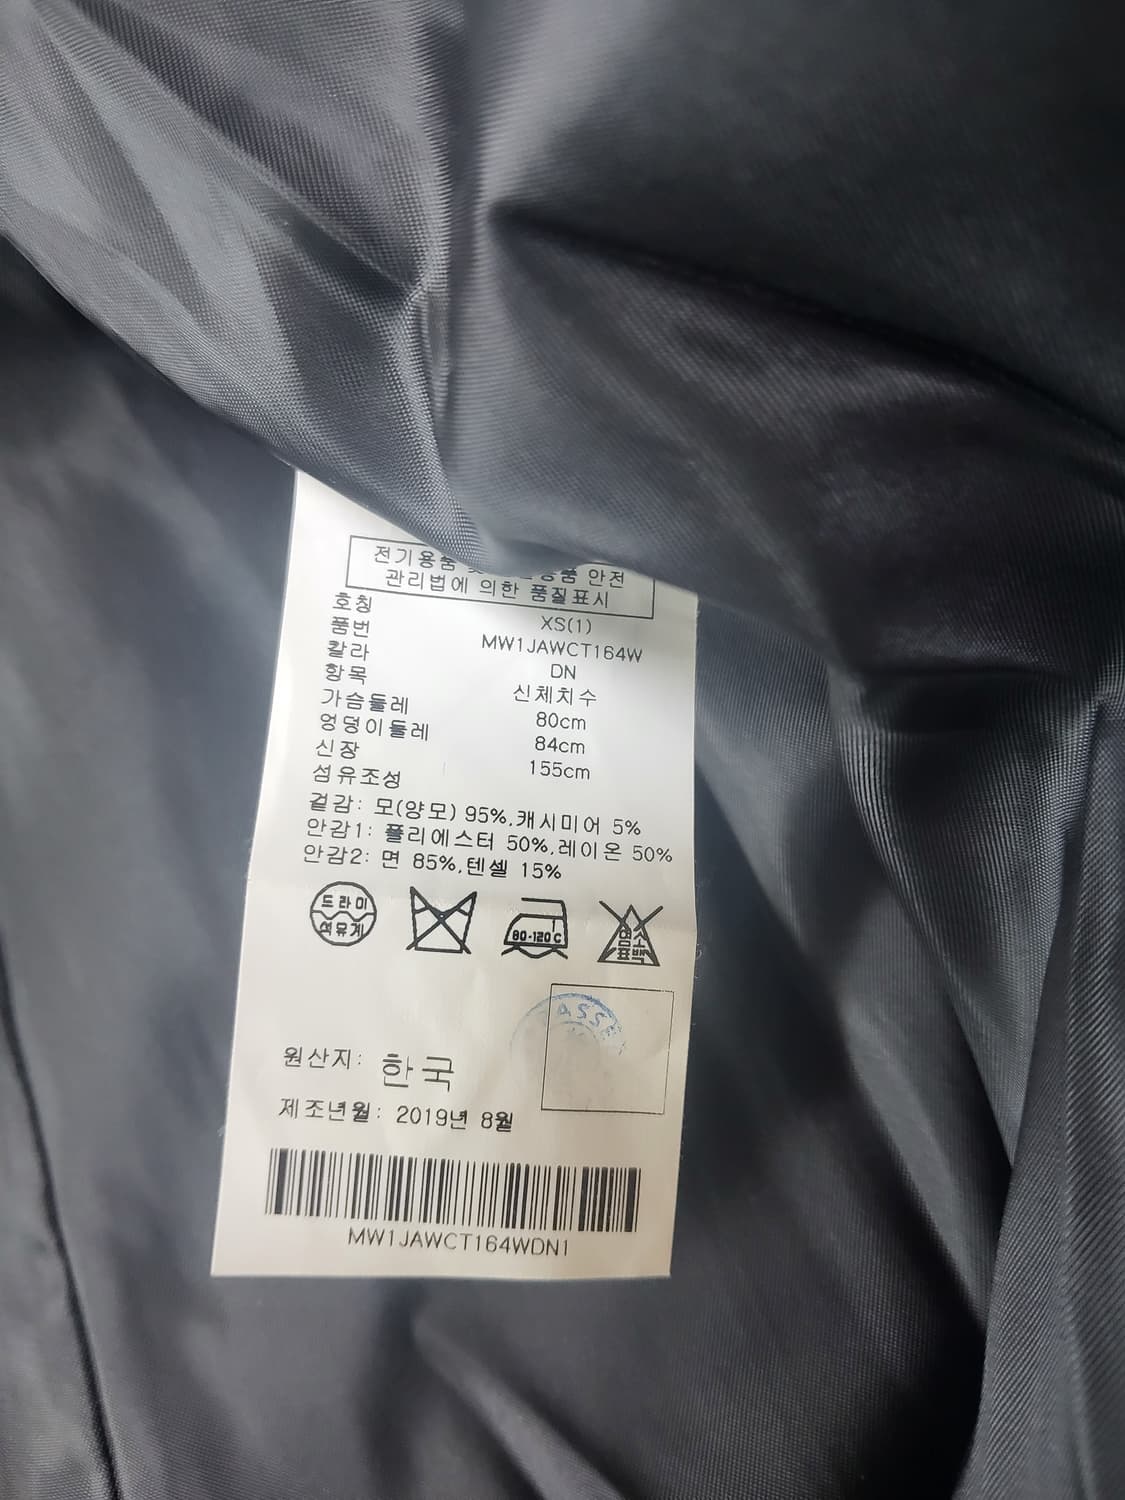 전기용품 및 안전
관리법에 의한 품질표시
호칭 XS(1)
품번 MW1JAWCT164W
칼라 DN
항목 신체치수
가슴둘레 80cm
엉덩이둘레 84cm
신장 155cm
섬유조성
겉감: 모(양모) 95%,캐시미어 5%
안감1: 폴리에스터 50%,레이온 50%
안감2: 면 85%,텐셀 15%
드라이
석유계
80-120℃
염소
표백
PASSE
원산지: 한국
제조년월: 2019년 8월
MW1JAWCT164WDN1